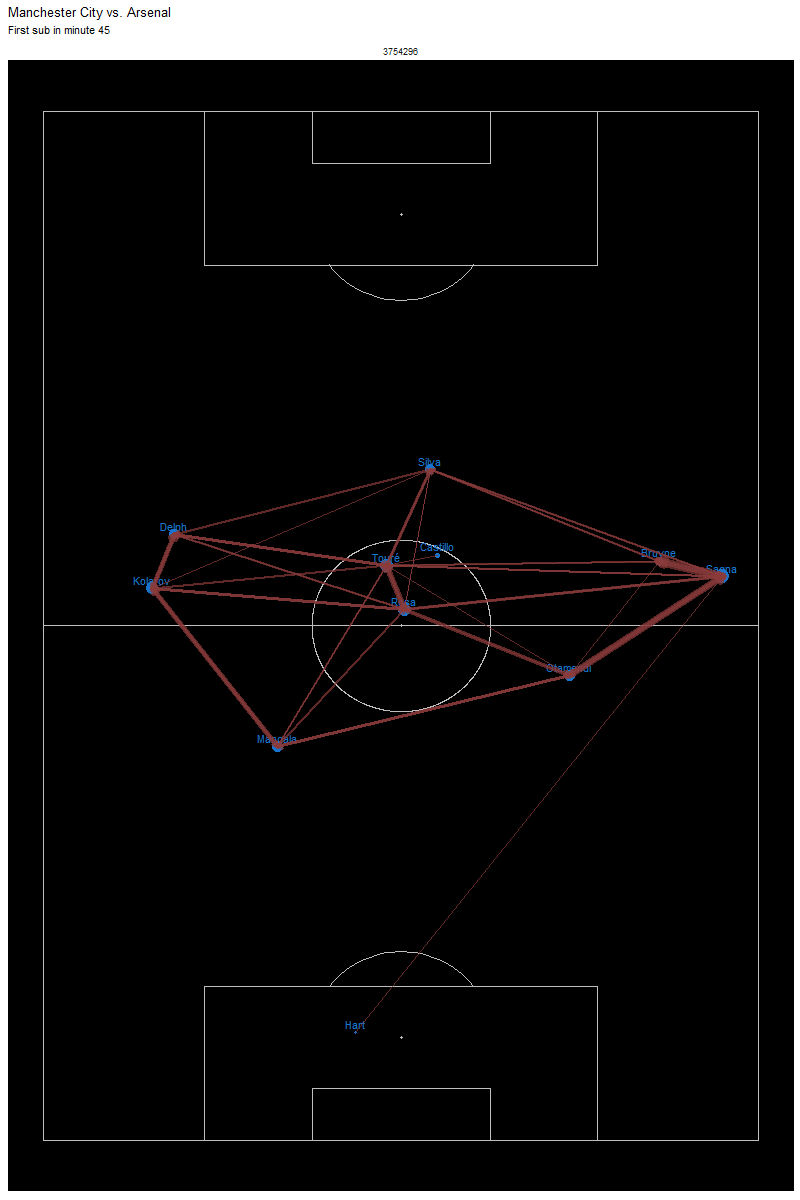 Manchester City vs. Arsenal
First sub in minute 45
3754296
Silva
Delph
Castillo
Bruyne
Touré
Sagna
Kolarov
Rosa
Otamendi
Mangala
Hart